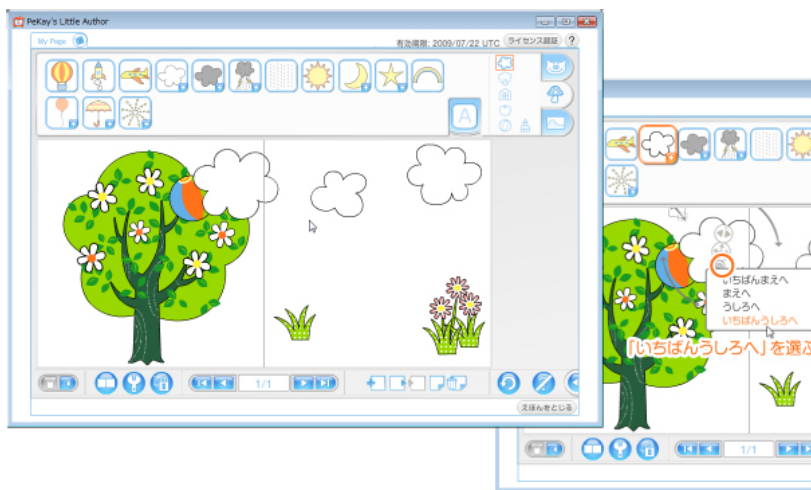 PeKay's Little Author
My Page
有効期限: 2009/07/22 UTC
ライセンス認証
?
A
1/1
えほんをとじる
いちばんまえへ
まえへ
うしろへ
いちばんうしろへ
「いちばんうしろへ」を選ぶ
1/1